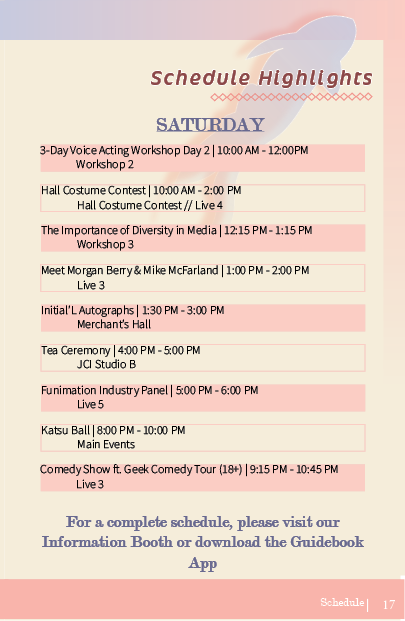 Schedule Highlights
SATURDAY
3-Day Voice Acting Workshop Day 2 | 10:00 AM - 12:00PM
Workshop 2
Hall Costume Contest | 10:00 AM - 2:00 PM
Hall Costume Contest // Live 4
The Importance of Diversity in Media | 12:15 PM - 1:15 PM
Workshop 3
Meet Morgan Berry & Mike McFarland | 1:00 PM - 2:00 PM
Live 3
Initial'L Autographs | 1:30 PM - 3:00 PM
Merchant's Hall
Tea Ceremony | 4:00 PM - 5:00 PM
JCI Studio B
Funimation Industry Panel | 5:00 PM - 6:00 PM
Live 5
Katsu Ball | 8:00 PM - 10:00 PM
Main Events
Comedy Show ft. Geek Comedy Tour (18+) | 9:15 PM - 10:45 PM
Live 3
For a complete schedule, please visit our
Information Booth or download the Guidebook
App
Schedule | 17